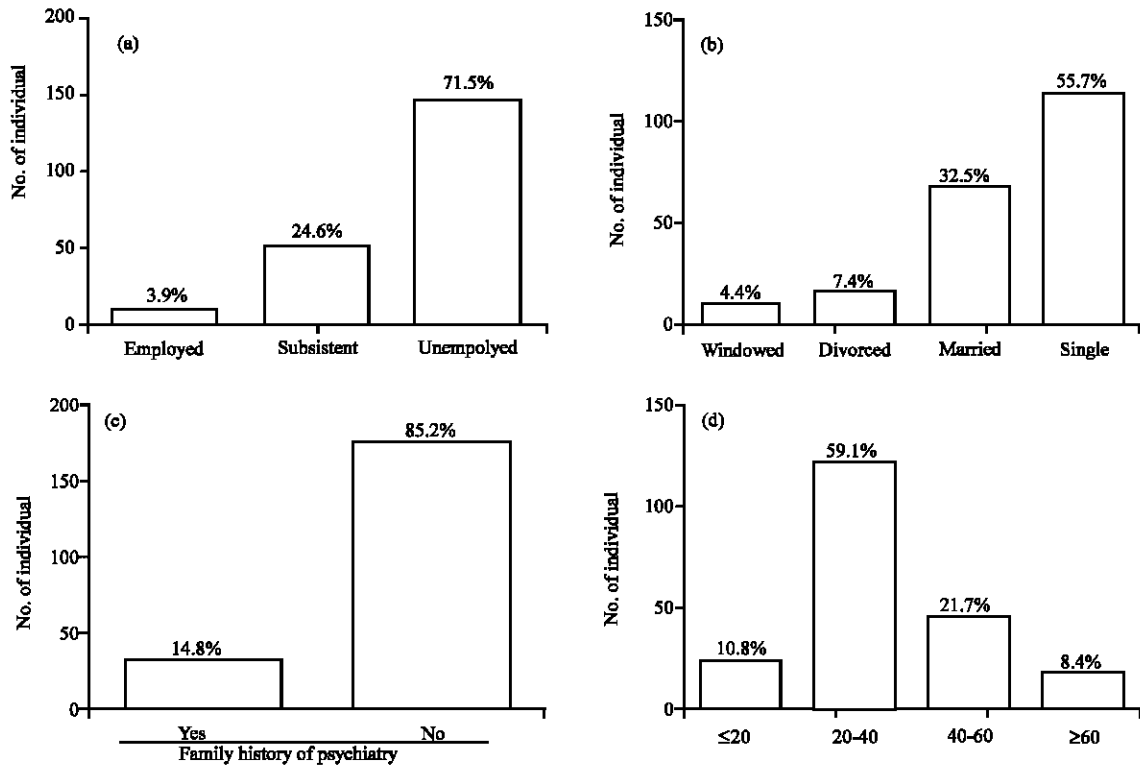 (a)
No. of individual
200
150
100
50
0
3.9%
24.6%
71.5%
Employed
Subsistent
Unempolyed
(b)
No. of individual
150
100
50
0
4.4%
7.4%
32.5%
55.7%
Windowed
Divorced
Married
Single
(c)
No. of individual
200
150
100
50
0
14.8%
85.2%
Yes
No
Family history of psychiatry
(d)
No. of individual
150
100
50
0
10.8%
59.1%
21.7%
8.4%
≤20
20-40
40-60
≥60